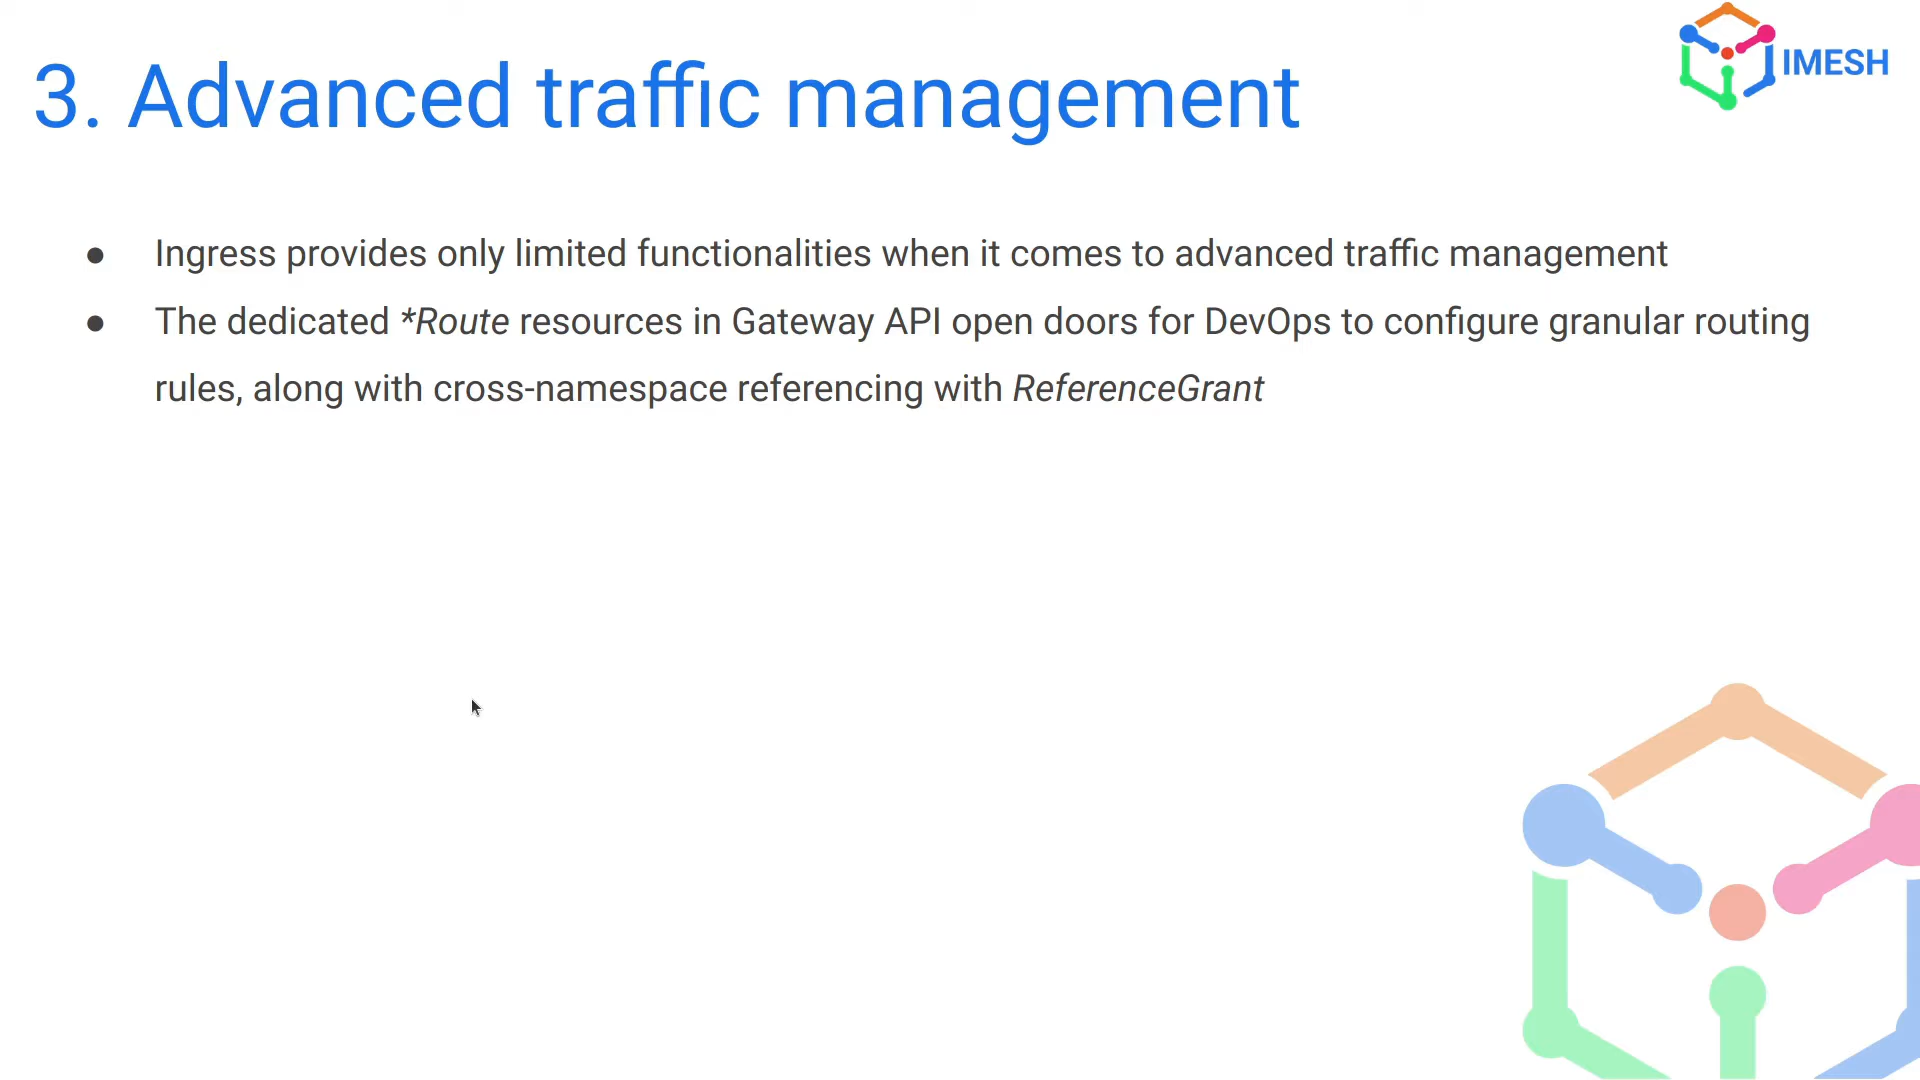 3. Advanced traffic management
IMESH
● Ingress provides only limited functionalities when it comes to advanced traffic management
● The dedicated *Route resources in Gateway API open doors for DevOps to configure granular routing
rules, along with cross-namespace referencing with ReferenceGrant